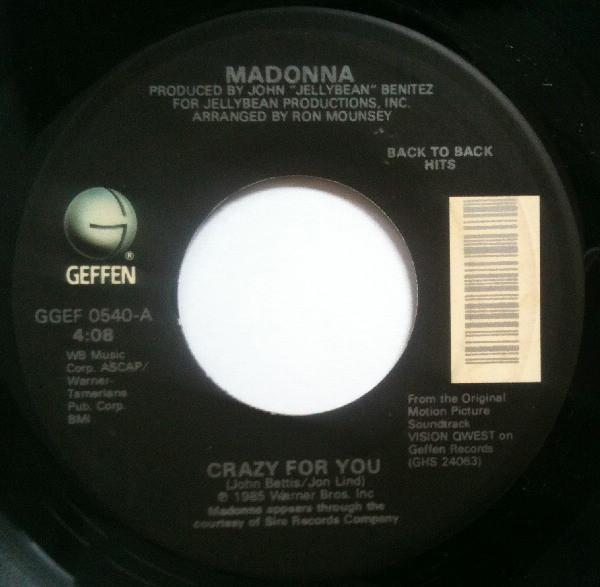 MADONNA
PRODUCED BY JOHN "JELLYBEAN" BENITEZ
FOR JELLYBEAN PRODUCTIONS, INC.
ARRANGED BY RON MOUNSEY
BACK TO BACK
HITS
G
®
GEFFEN
GGEF 0540-A
4:08
WB Music
Corp. ASCAP/
Warner-
Tamerlane
Pub. Corp.
BMI
From the Original
Motion Picture
Soundtrack
VISION QWEST on
Geffen Records
(GHS 24063)
CRAZY FOR YOU
(John Bettis/Jon Lind)
℗ 1985 Warner Bros. Inc
Madonna appears through the
courtesy of Sire Records Company